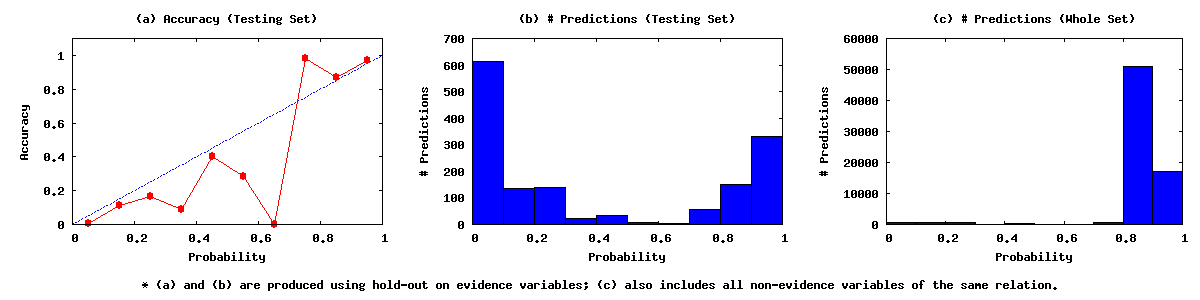 (a) Accuracy (Testing Set)
1
0.8
0.6
0.4
0.2
0
Accuracy
0 0.2 0.4 0.6 0.8 1
Probability
(b) # Predictions (Testing Set)
700
600
500
400
300
200
100
0
# Predictions
0 0.2 0.4 0.6 0.8 1
Probability
(c) # Predictions (Whole Set)
60000
50000
40000
30000
20000
10000
0
# Predictions
0 0.2 0.4 0.6 0.8 1
Probability
* (a) and (b) are produced using hold-out on evidence variables; (c) also includes all non-evidence variables of the same relation.